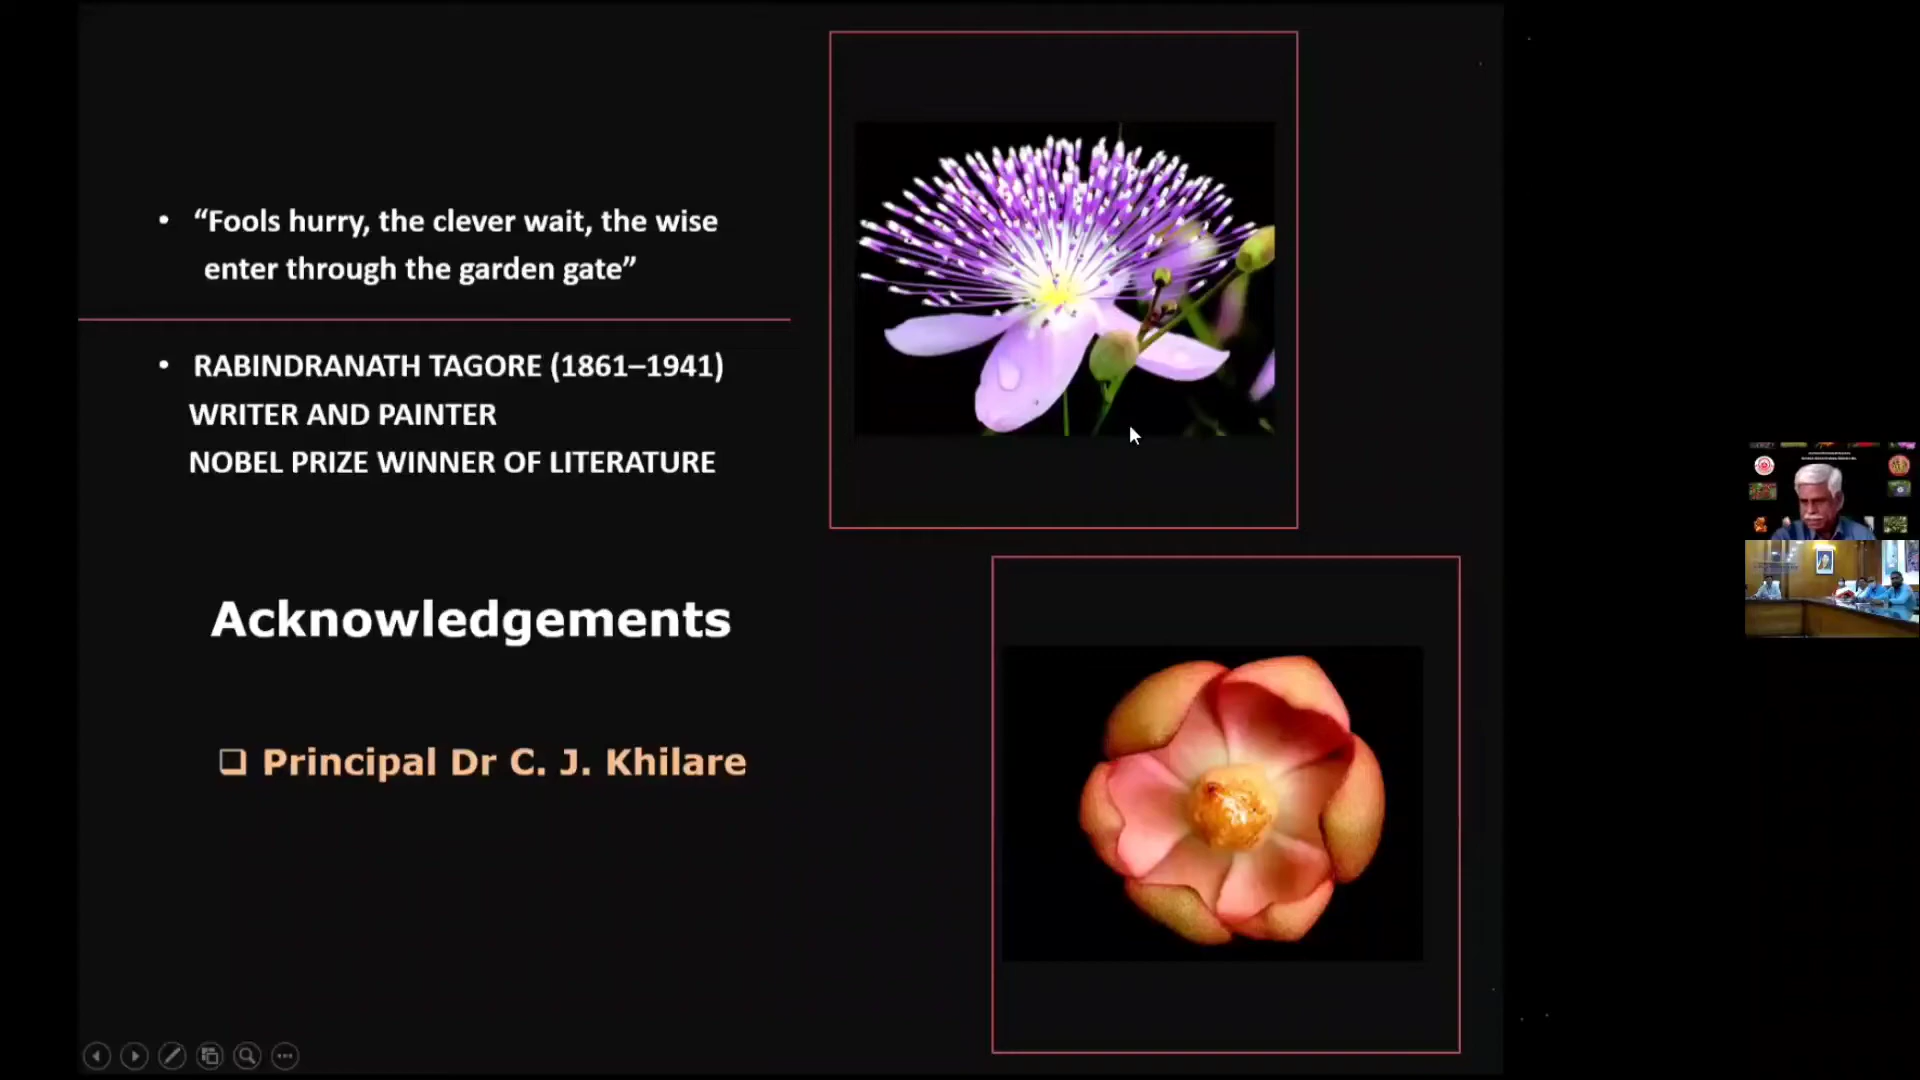 • “Fools hurry, the clever wait, the wise
enter through the garden gate”
• RABINDRANATH TAGORE (1861–1941)
WRITER AND PAINTER
NOBEL PRIZE WINNER OF LITERATURE
Acknowledgements
❑ Principal Dr C. J. Khilare